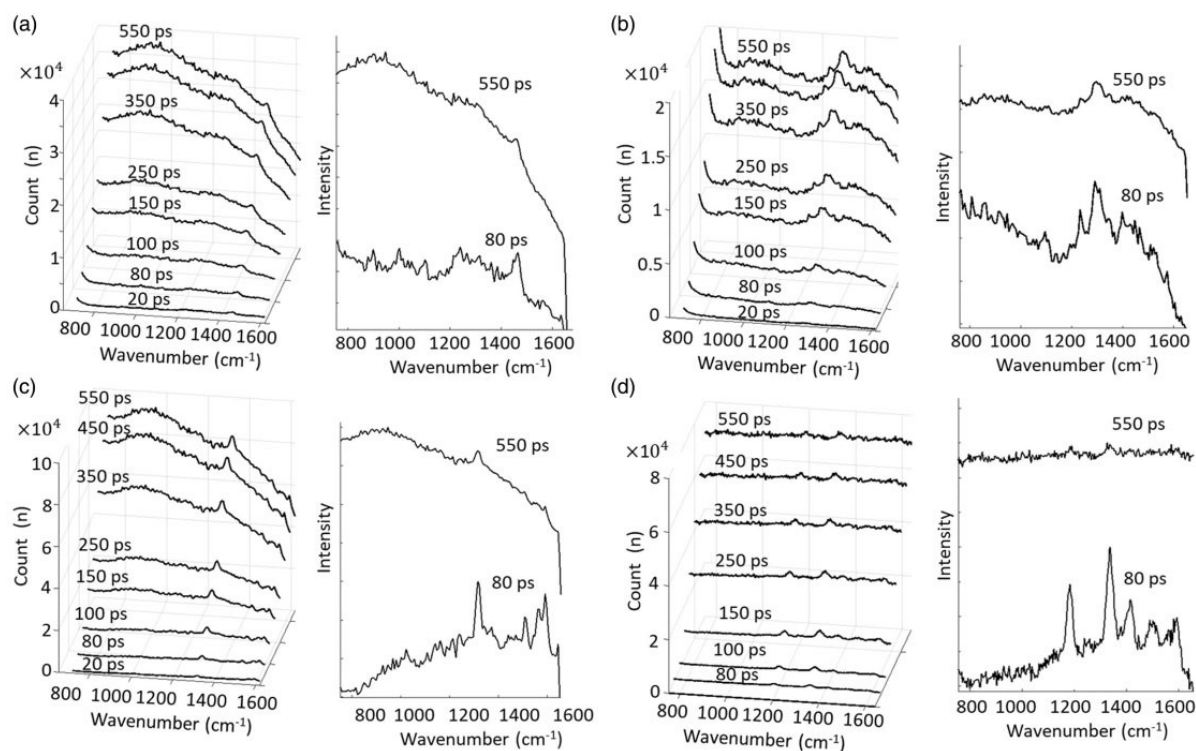 (a)
×10⁴
Count (n)
4
3
2
1
0
550 ps
350 ps
250 ps
150 ps
100 ps
80 ps
20 ps
800 1000 1200 1400 1600
Wavenumber (cm⁻¹)
Intensity
550 ps
80 ps
800 1000 1200 1400 1600
Wavenumber (cm⁻¹)
(b)
×10⁴
Count (n)
2
1.5
1
0.5
0
550 ps
350 ps
250 ps
150 ps
100 ps
80 ps
20 ps
800 1000 1200 1400 1600
Wavenumber (cm⁻¹)
Intensity
550 ps
80 ps
800 1000 1200 1400 1600
Wavenumber (cm⁻¹)
(c)
×10⁴
Count (n)
10
8
6
4
2
0
550 ps
450 ps
350 ps
250 ps
150 ps
100 ps
80 ps
20 ps
800 1000 1200 1400 1600
Wavenumber (cm⁻¹)
Intensity
550 ps
80 ps
800 1000 1200 1400 1600
Wavenumber (cm⁻¹)
(d)
×10⁴
Count (n)
8
6
4
2
0
550 ps
450 ps
350 ps
250 ps
150 ps
100 ps
80 ps
800 1000 1200 1400 1600
Wavenumber (cm⁻¹)
Intensity
550 ps
80 ps
800 1000 1200 1400 1600
Wavenumber (cm⁻¹)